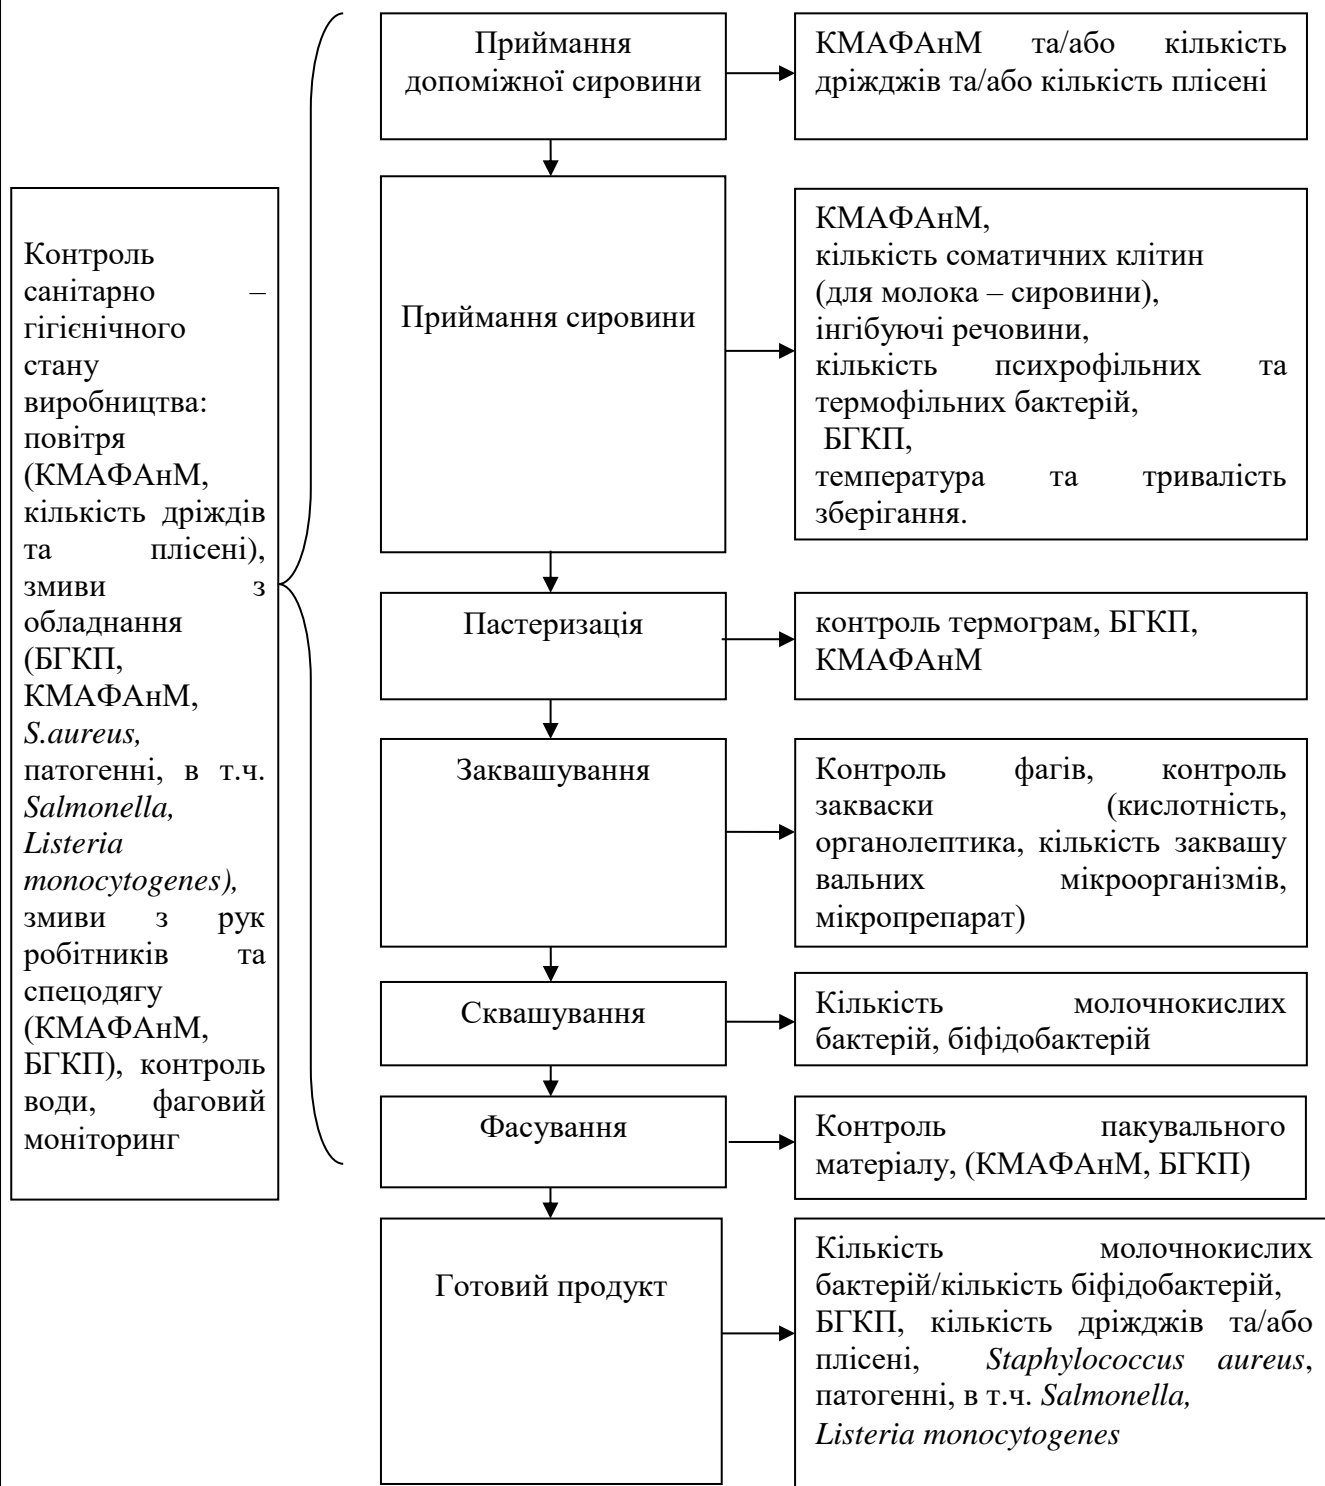 Приймання
допоміжної сировини
КМАФАнМ та/або кількість
дріжджів та/або кількість плісені
Контроль
санітарно –
гігієнічного
стану
виробництва:
повітря
(КМАФАнМ,
кількість дріждів
та плісені),
змиви з
обладнання
(БГКП,
КМАФАнМ,
S.aureus,
патогенні, в т.ч.
Salmonella,
Listeria
monocytogenes),
змиви з рук
робітників та
спецодягу
(КМАФАнМ,
БГКП), контроль
води, фаговий
моніторинг
Приймання сировини
КМАФАнМ,
кількість соматичних клітин
(для молока – сировини),
інгібуючі речовини,
кількість психрофільних та
термофільних бактерій,
БГКП,
температура та тривалість
зберігання.
Пастеризація
контроль термограм, БГКП,
КМАФАнМ
Заквашування
Контроль фагів, контроль
закваски (кислотність,
органолептика, кількість заквашу
вальних мікроорганізмів,
мікропрепарат)
Сквашування
Кількість молочнокислих
бактерій, біфідобактерій
Фасування
Контроль пакувального
матеріалу, (КМАФАнМ, БГКП)
Готовий продукт
Кількість молочнокислих
бактерій/кількість біфідобактерій,
БГКП, кількість дріжджів та/або
плісені, Staphylococcus aureus,
патогенні, в т.ч. Salmonella,
Listeria monocytogenes